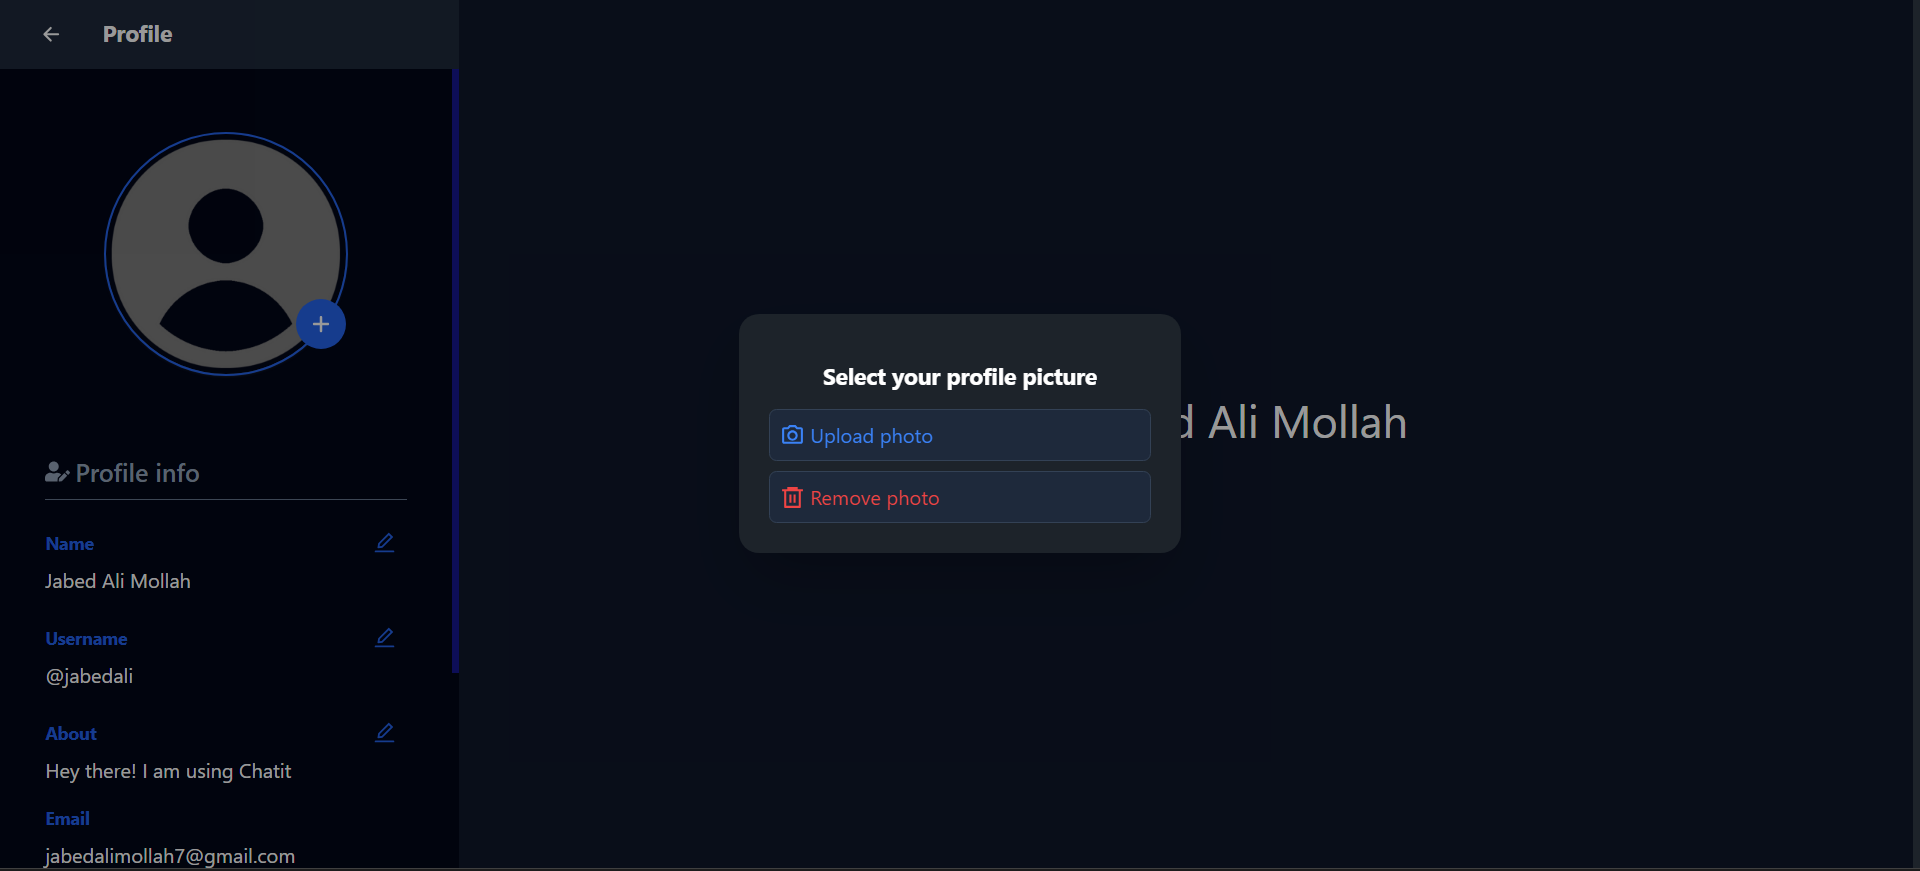 Profile
Profile info
Name
Jabed Ali Mollah
Username
@jabedali
About
Hey there! I am using Chatit
Email
jabedalimollah7@gmail.com
Select your profile picture
Upload photo
Remove photo
d Ali Mollah